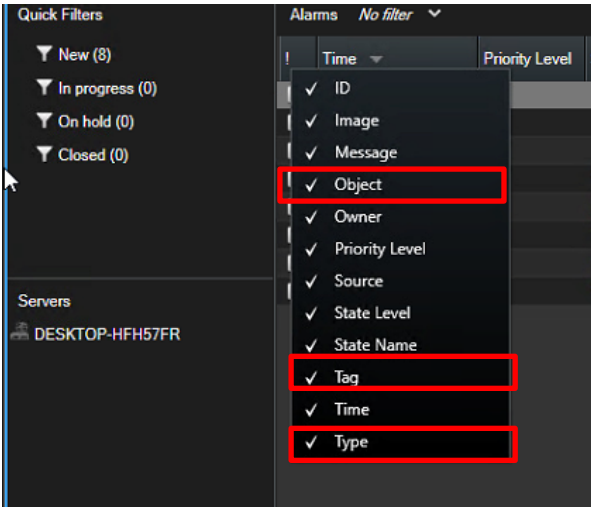 Quick Filters
New (8)
In progress (0)
On hold (0)
Closed (0)
Servers
DESKTOP-HFH57FR
Alarms No filter
! Time Priority Level
✓ ID
✓ Image
✓ Message
✓ Object
✓ Owner
✓ Priority Level
✓ Source
✓ State Level
✓ State Name
✓ Tag
✓ Time
✓ Type